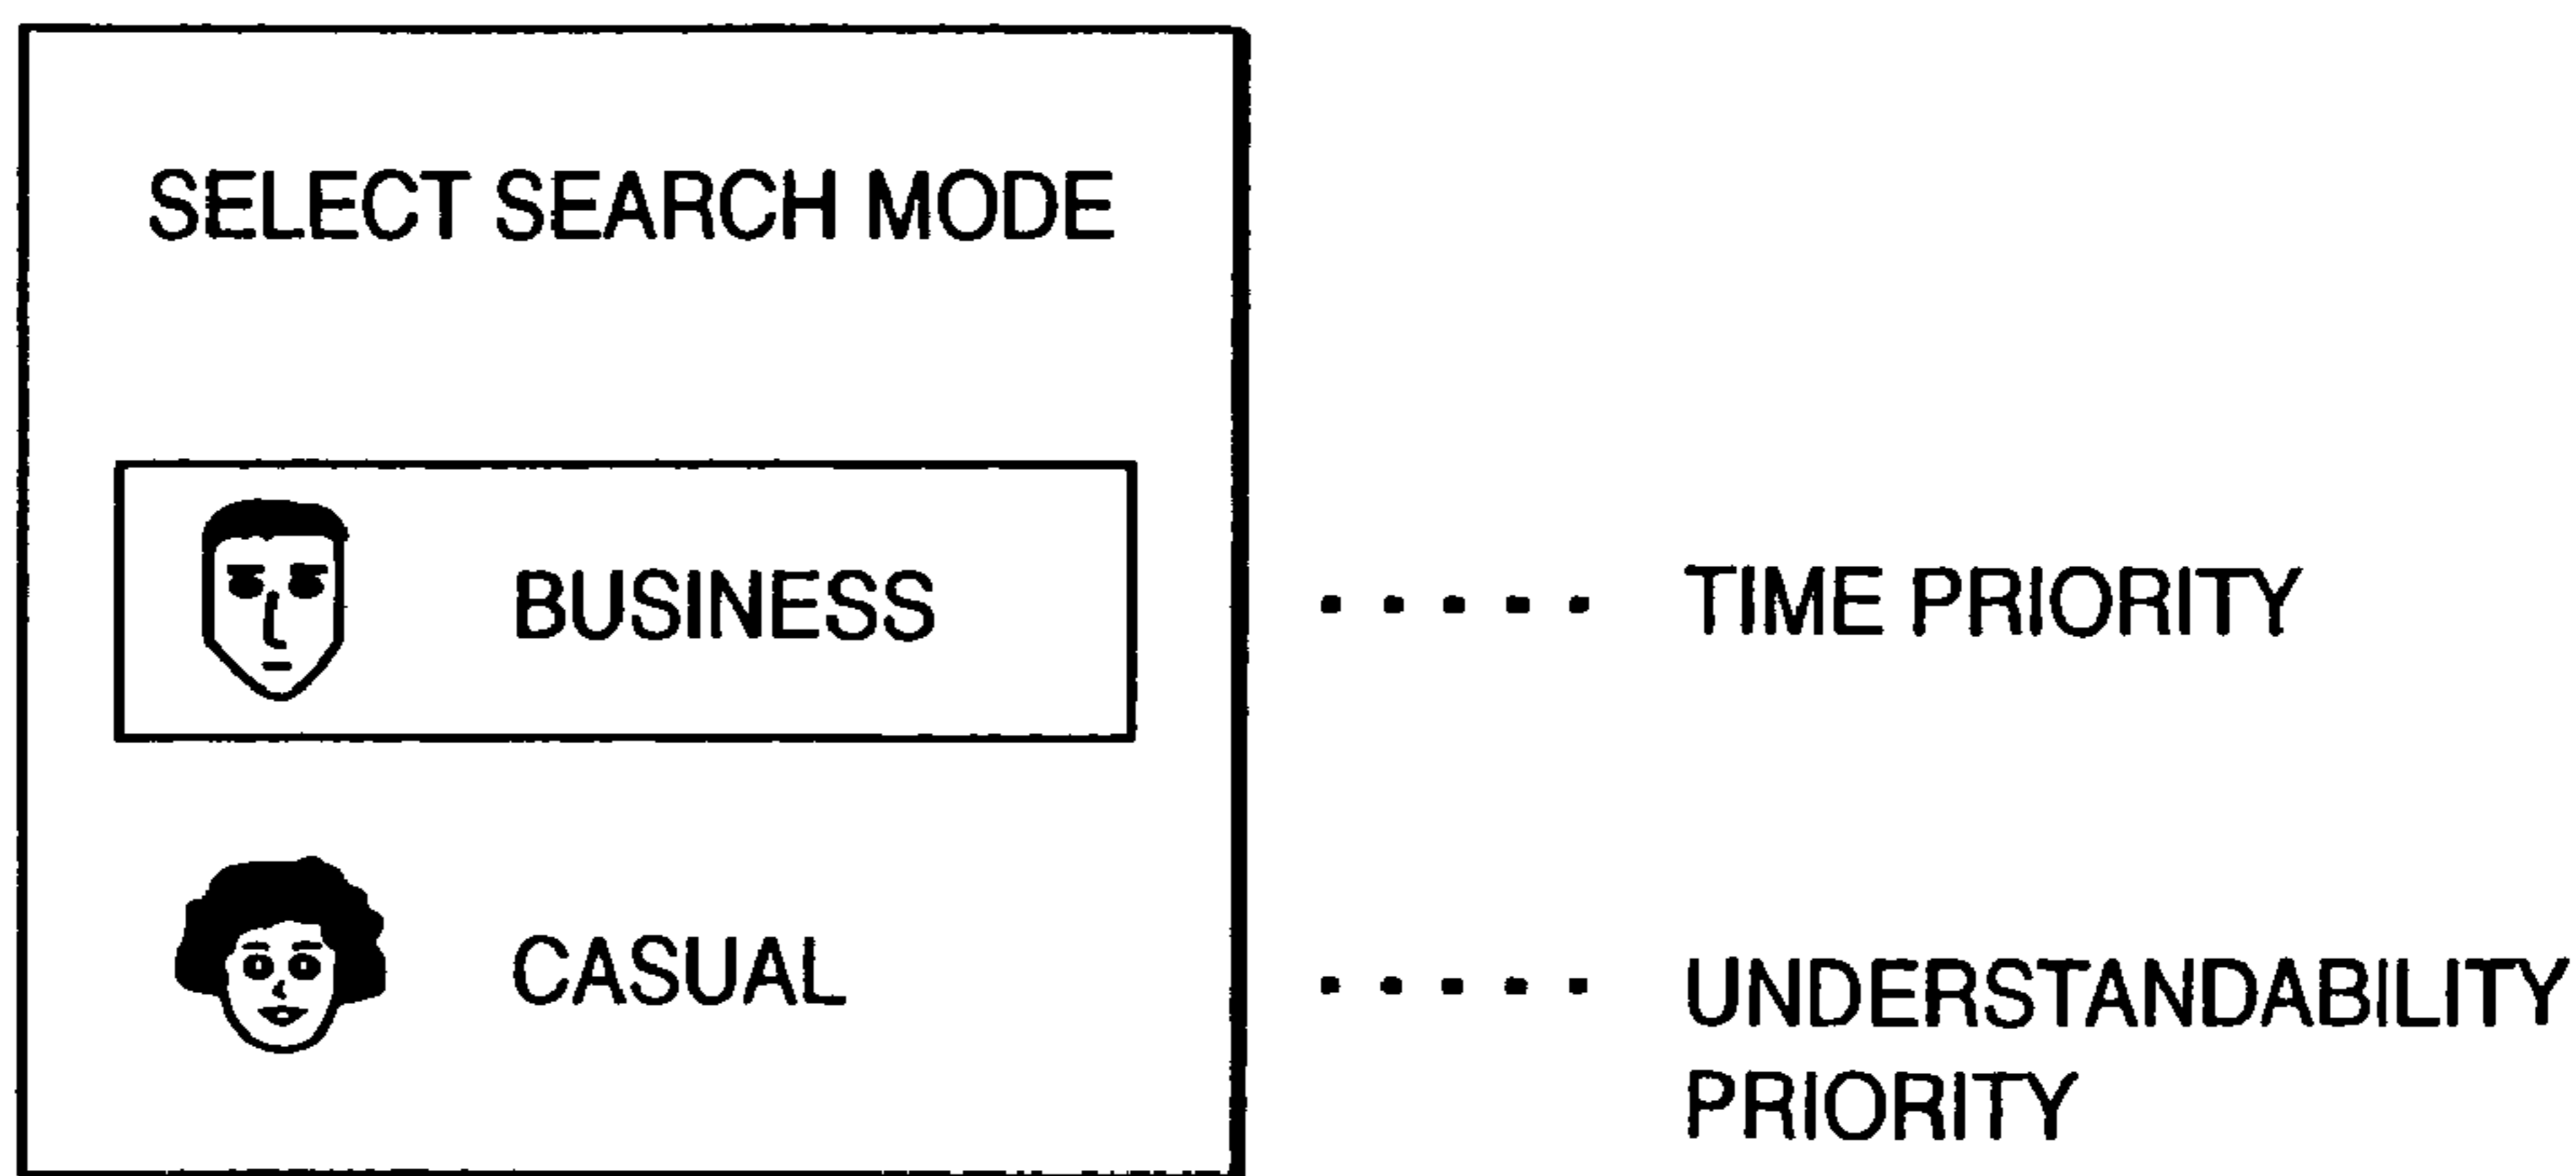 SELECT SEARCH MODE
BUSINESS ..... TIME PRIORITY
CASUAL ..... UNDERSTANDABILITY
PRIORITY